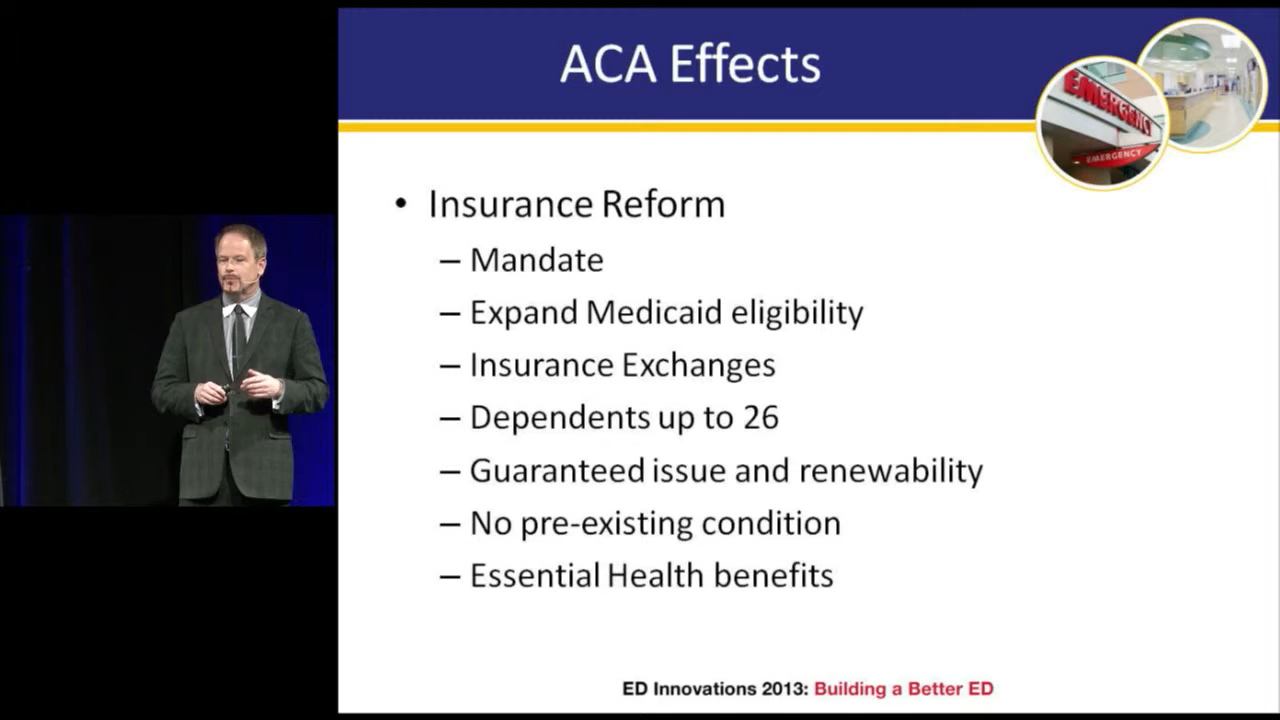 ACA Effects
EMERGENCY
EMERGENCY
• Insurance Reform
– Mandate
– Expand Medicaid eligibility
– Insurance Exchanges
– Dependents up to 26
– Guaranteed issue and renewability
– No pre-existing condition
– Essential Health benefits
ED Innovations 2013: Building a Better ED